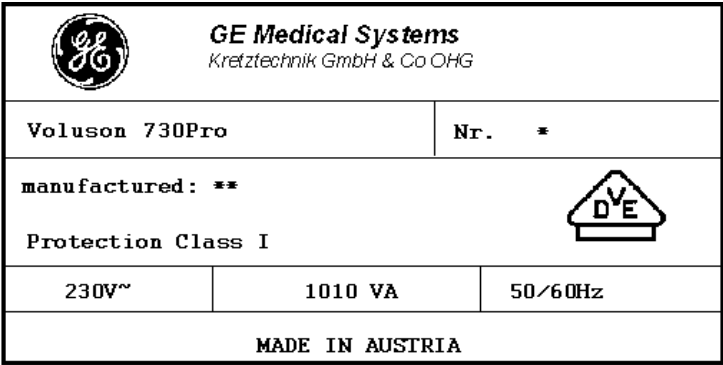 GE
GE Medical Systems
Kretztechnik GmbH & Co OHG
Voluson 730Pro
Nr. *
manufactured: **
DVE
Protection Class I
230V~
1010 VA
50/60Hz
MADE IN AUSTRIA